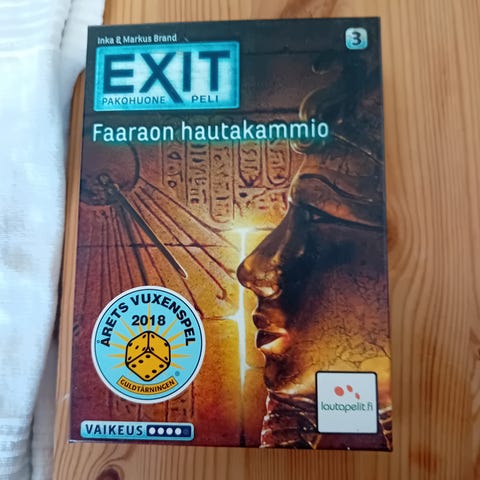 Inka & Markus Brand
3
EXIT
PAKOHUONE PELI
Faaraon hautakammio
ÅRETS VUXENSPEL
2018
GULDTÄRNINGEN
lautapelit.fi
VAIKEUS